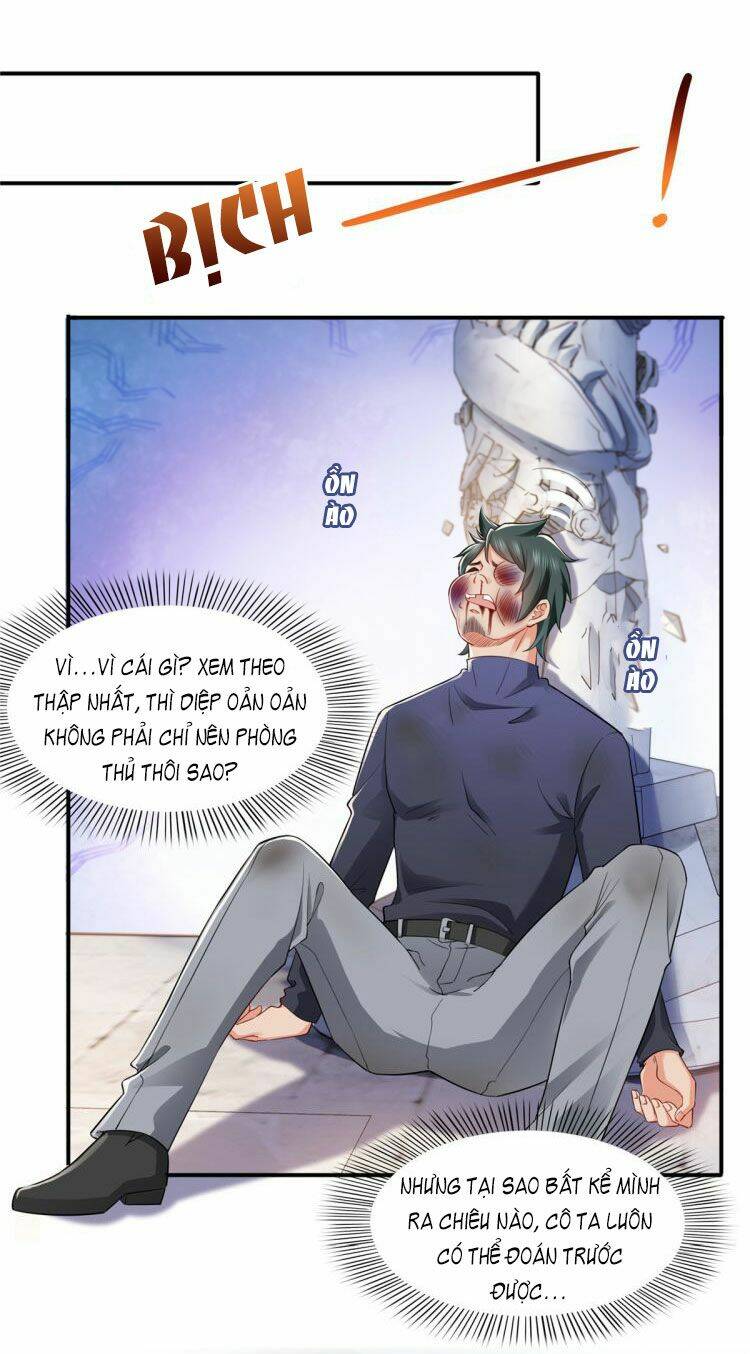 BỊCH
!
ỒN
ÀO
VÌ...VÌ CÁI GÌ? XEM THEO
THẬP NHẤT, THÌ DIỆP OẢN OẢN
KHÔNG PHẢI CHỈ NÊN PHÒNG
THỦ THÔI SAO?
ỒN
ÀO
NHƯNG TẠI SAO BẤT KỂ MÌNH
RA CHIÊU NÀO, CÔ TA LUÔN
CÓ THỂ ĐOÁN TRƯỚC
ĐƯỢC...